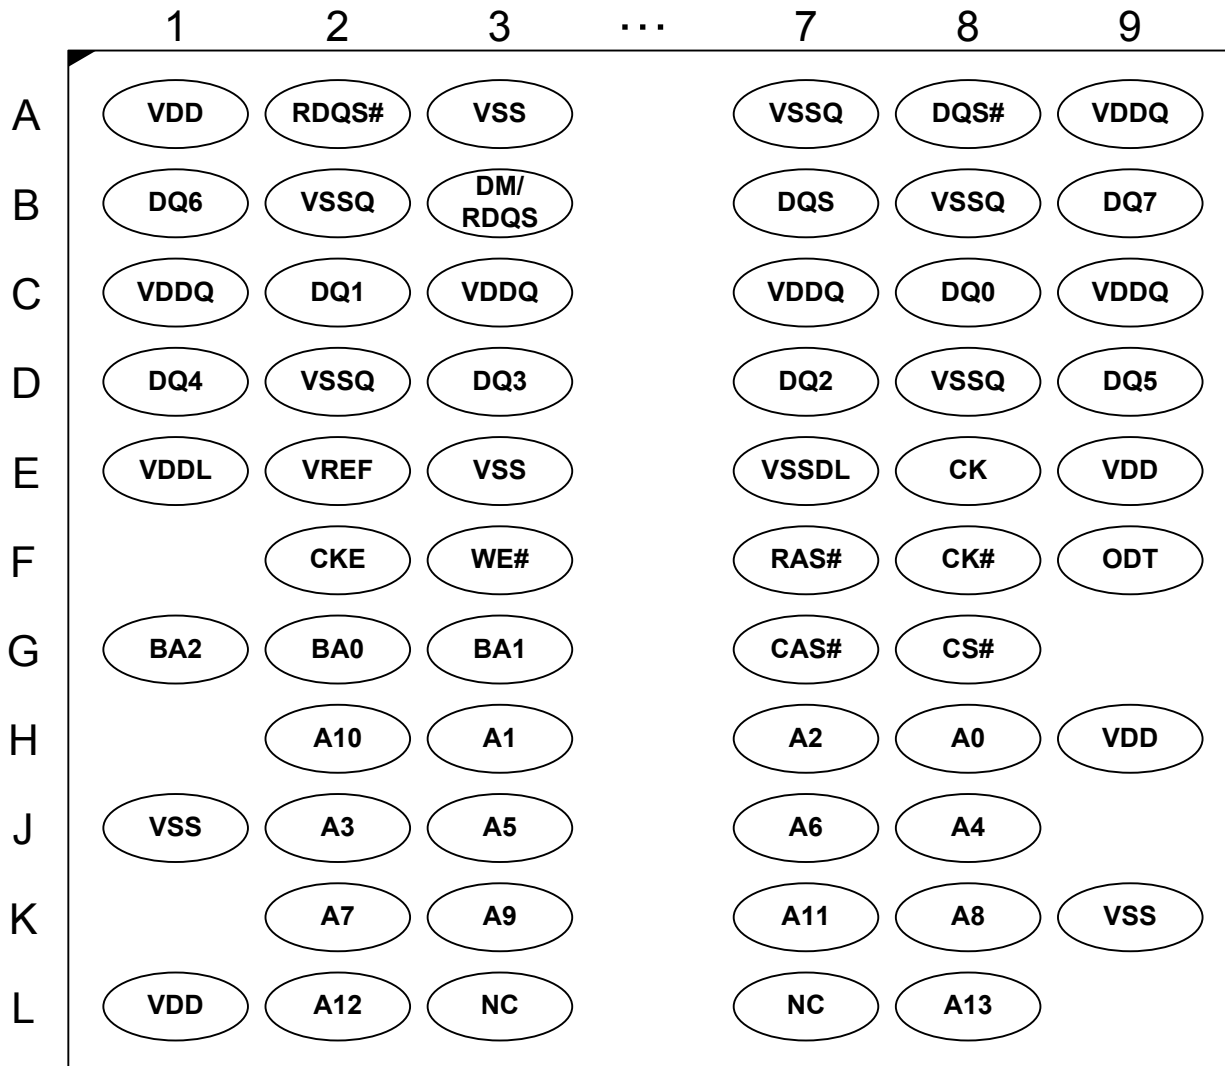 1 2 3 ... 7 8 9
A VDD RDQS# VSS VSSQ DQS# VDDQ
B DQ6 VSSQ DM/ RDQS DQS VSSQ DQ7
C VDDQ DQ1 VDDQ VDDQ DQ0 VDDQ
D DQ4 VSSQ DQ3 DQ2 VSSQ DQ5
E VDDL VREF VSS VSSDL CK VDD
F CKE WE# RAS# CK# ODT
G BA2 BA0 BA1 CAS# CS#
H A10 A1 A2 A0 VDD
J VSS A3 A5 A6 A4
K A7 A9 A11 A8 VSS
L VDD A12 NC NC A13